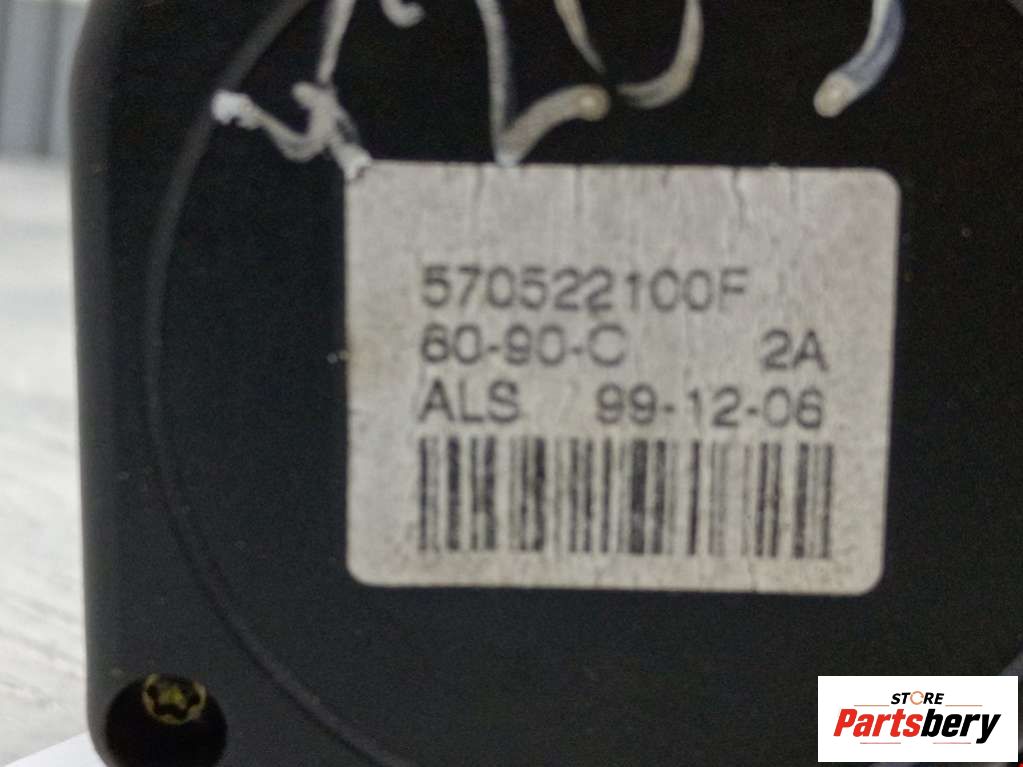 570522100F
60-90-C 2A
ALS 99-12-06
STORE
Partsbery